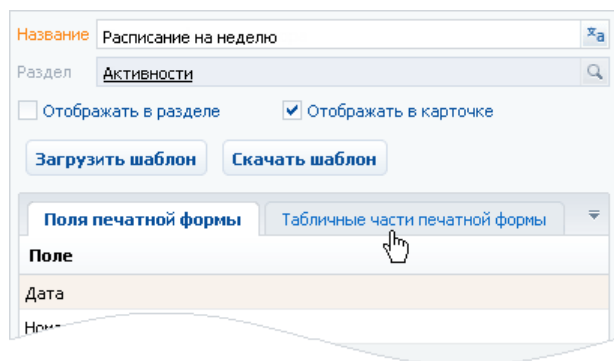 Название Расписание на неделю
Раздел Активности
Отображать в разделе Отображать в карточке
Загрузить шаблон Скачать шаблон
Поля печатной формы Табличные части печатной формы
Поле
Дата